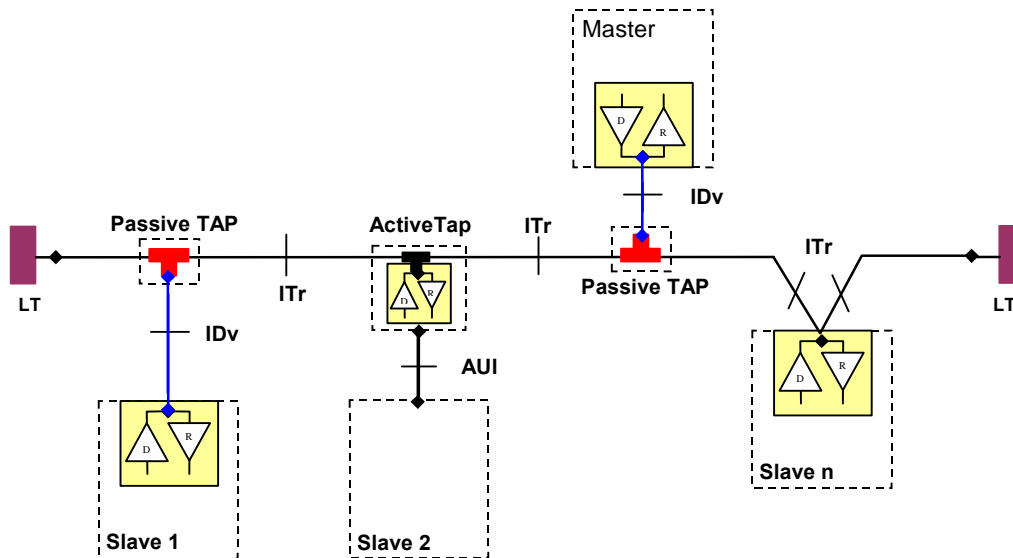 Master
D
R
IDv
Passive TAP
ActiveTap
ITr
ITr
LT
ITr
Passive TAP
LT
D
R
IDv
AUI
D
R
D
R
Slave 1
Slave 2
Slave n